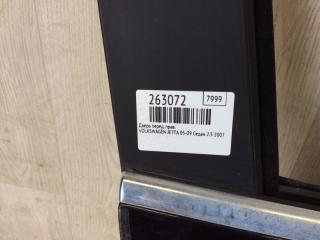 263072 7999
Дверь перед. прав.
VOLKSWAGEN JETTA 05-09 Седан 2.5 2007